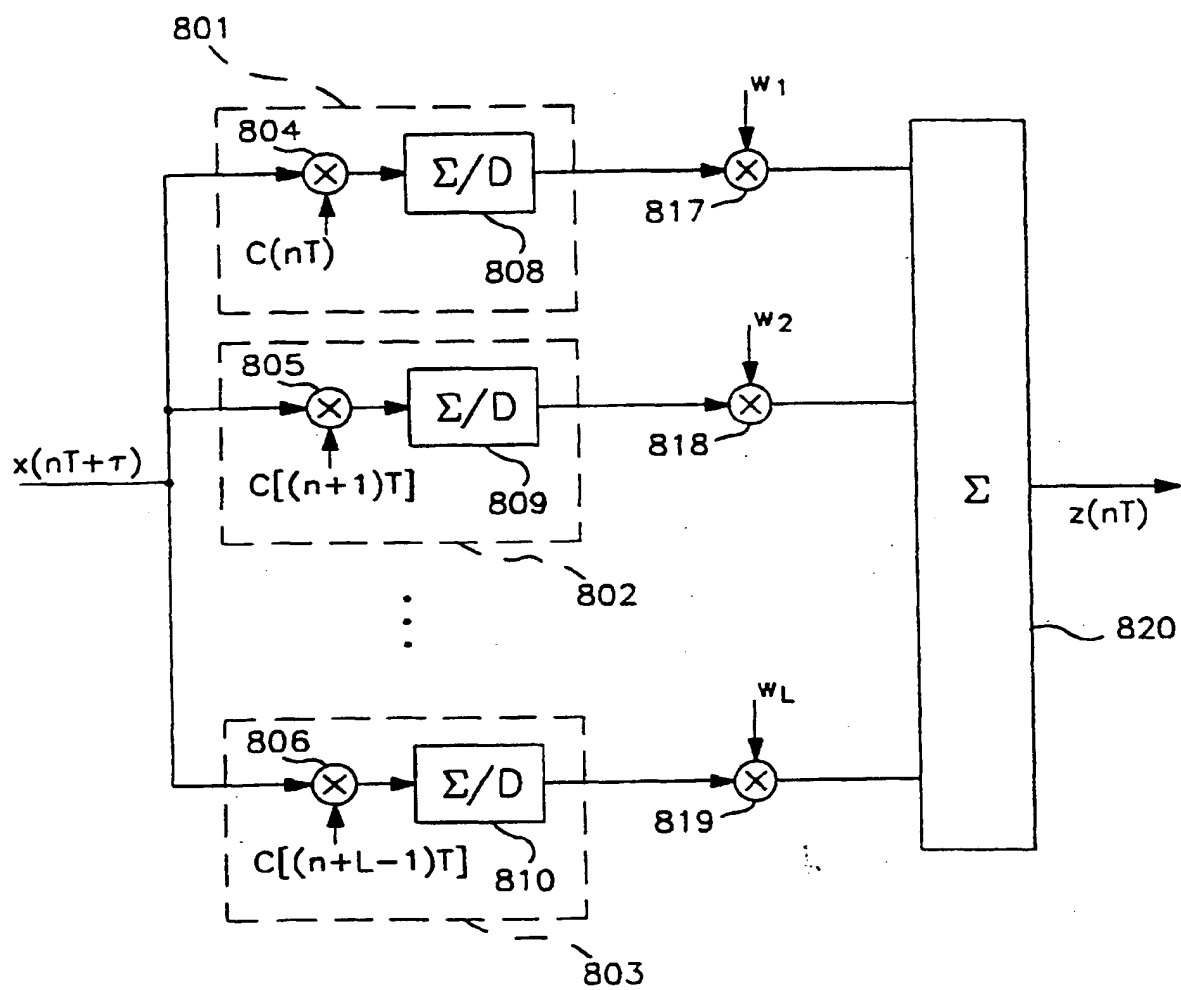 801
w1
804
Σ/D
817
C(nT)
808
w2
805
Σ/D
818
x(nT+τ)
C[(n+1)T]
809
Σ
z(nT)
802
820
wL
806
Σ/D
819
C[(n+L-1)T]
810
803